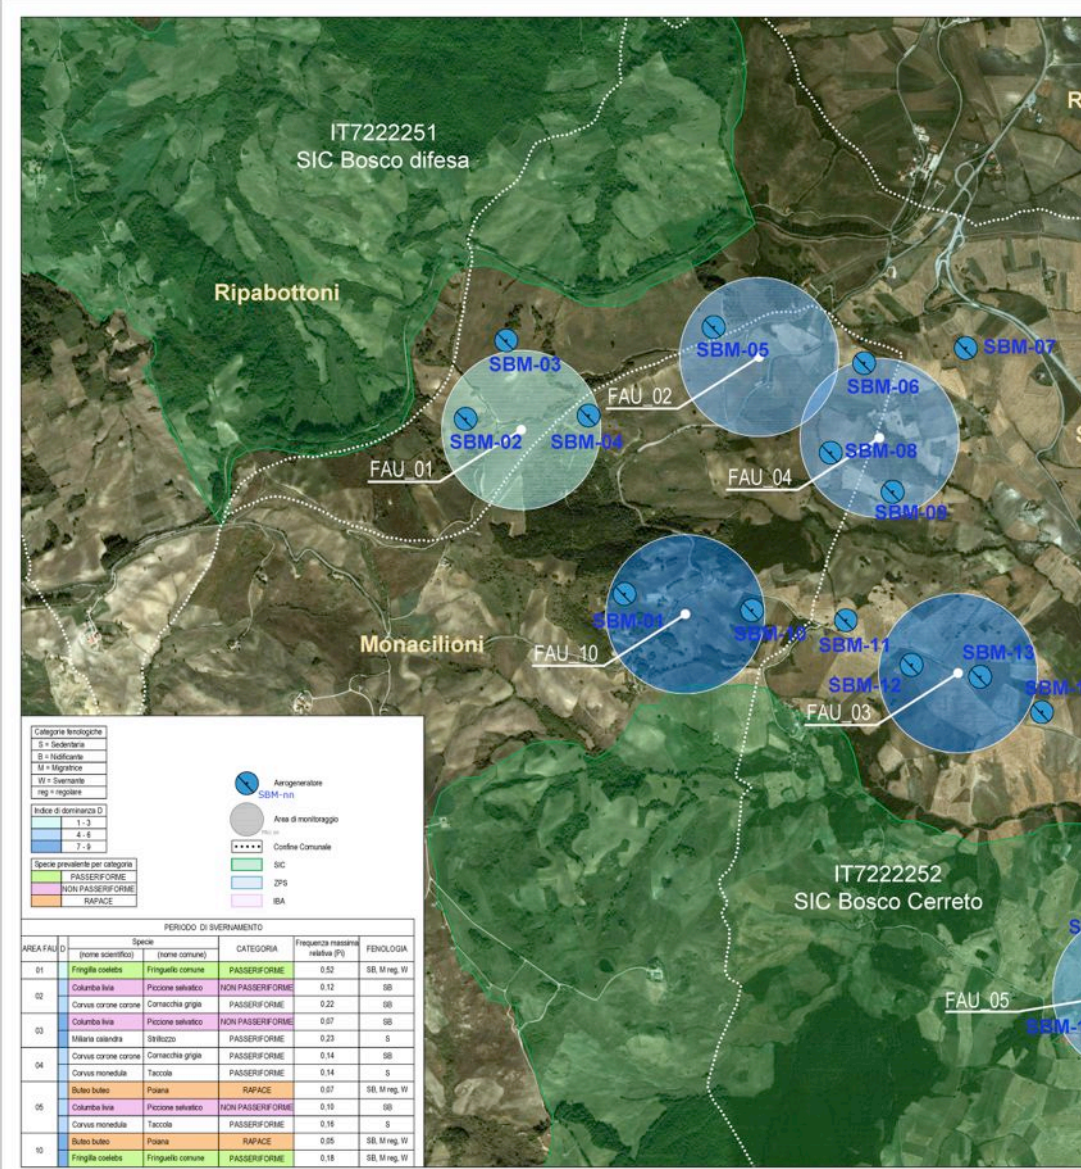 IT7222251
SIC Bosco difesa
R
Ripabottoni
SBM-05
SBM-07
SBM-03
SBM-06
FAU_02
SBM-02
SBM-04
SBM-08
FAU_01
FAU_04
SBM-09
SBM-01
SBM-10
Monacilioni
SBM-11
FAU_10
SBM-13
SBM-12
FAU_03
IT7222252
SIC Bosco Cerreto
FAU_05
Categorie fenologiche
S = Sedentaria
B = Nidificante
M = Migratrice
W = Svernante
reg = regolare
Indice di dominanza D
1 - 3
4 - 6
7 - 9
Specie prevalente per categoria
PASSERIFORME
NON PASSERIFORME
RAPACE
Aerogeneratore
SBM-nn
Area di monitoraggio
Confine Comunale
SIC
ZPS
IBA
PERIODO DI SVERNAMENTO
AREA FAU D Specie (nome scientifico) (nome comune) CATEGORIA Frequenza massima relativa (Pi) FENOLOGIA
01 Fringilla coelebs Fringuello comune PASSERIFORME 0,52 SB, M reg, W
02 Columba livia Piccione selvatico NON PASSERIFORME 0,12 SB
Corvus corone corone Cornacchia grigia PASSERIFORME 0,22 SB
03 Columba livia Piccione selvatico NON PASSERIFORME 0,07 SB
Miliaria calandra Strillozzo PASSERIFORME 0,23 S
04 Corvus corone corone Cornacchia grigia PASSERIFORME 0,14 SB
Corvus monedula Taccola PASSERIFORME 0,14 S
05 Buteo buteo Poiana RAPACE 0,07 SB, M reg, W
Columba livia Piccione selvatico NON PASSERIFORME 0,10 SB
Corvus monedula Taccola PASSERIFORME 0,16 S
10 Buteo buteo Poiana RAPACE 0,05 SB, M reg, W
Fringilla coelebs Fringuello comune PASSERIFORME 0,18 SB, M reg, W